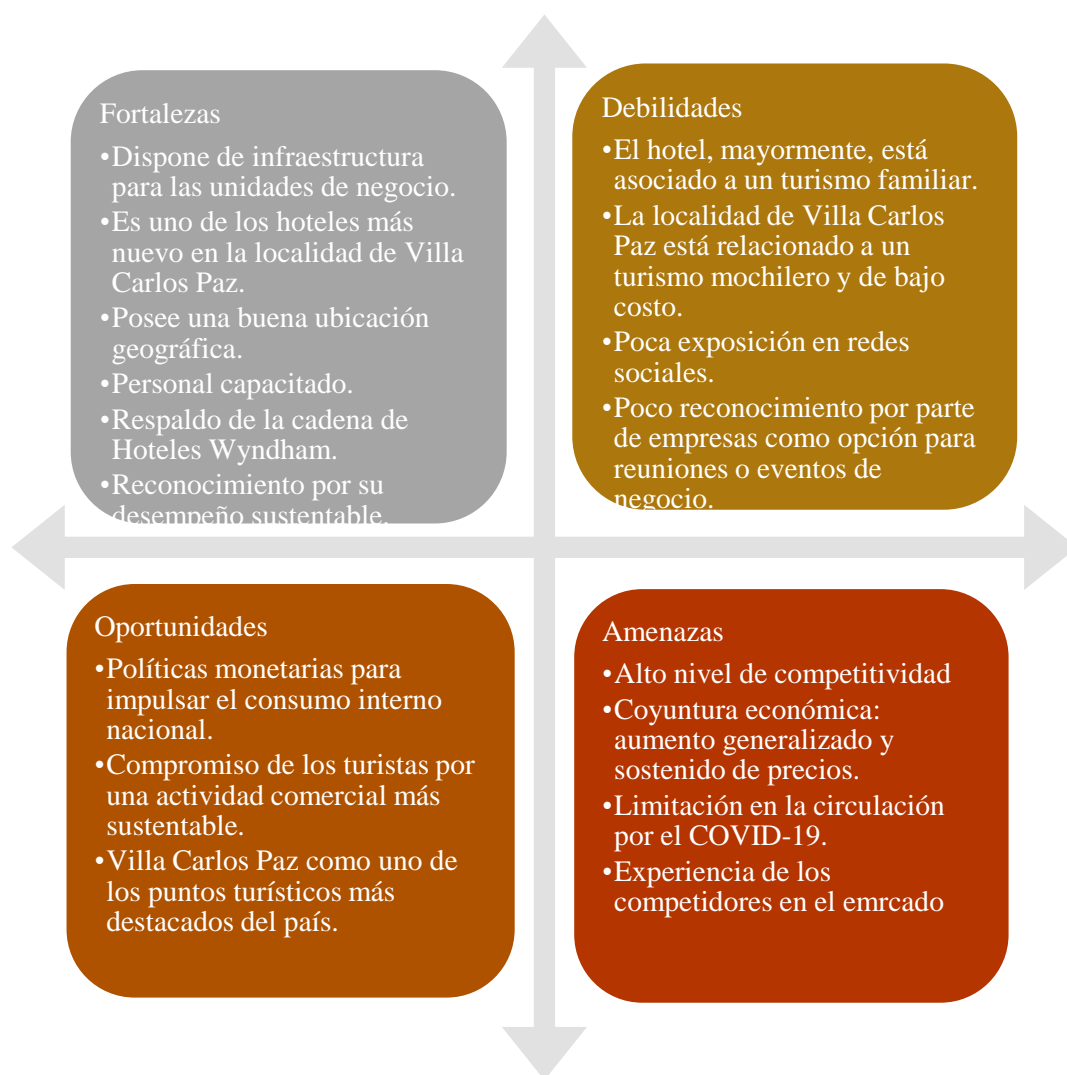 Fortalezas
•Dispone de infraestructura
para las unidades de negocio.
•Es uno de los hoteles más
nuevo en la localidad de Villa
Carlos Paz.
•Posee una buena ubicación
geográfica.
•Personal capacitado.
•Respaldo de la cadena de
Hoteles Wyndham.
•Reconocimiento por su
desempeño sustentable.
Debilidades
•El hotel, mayormente, está
asociado a un turismo familiar.
•La localidad de Villa Carlos
Paz está relacionado a un
turismo mochilero y de bajo
costo.
•Poca exposición en redes
sociales.
•Poco reconocimiento por parte
de empresas como opción para
reuniones o eventos de
negocio.
Oportunidades
•Políticas monetarias para
impulsar el consumo interno
nacional.
•Compromiso de los turistas por
una actividad comercial más
sustentable.
•Villa Carlos Paz como uno de
los puntos turísticos más
destacados del país.
Amenazas
•Alto nivel de competitividad
•Coyuntura económica:
aumento generalizado y
sostenido de precios.
•Limitación en la circulación
por el COVID-19.
•Experiencia de los
competidores en el emrcado